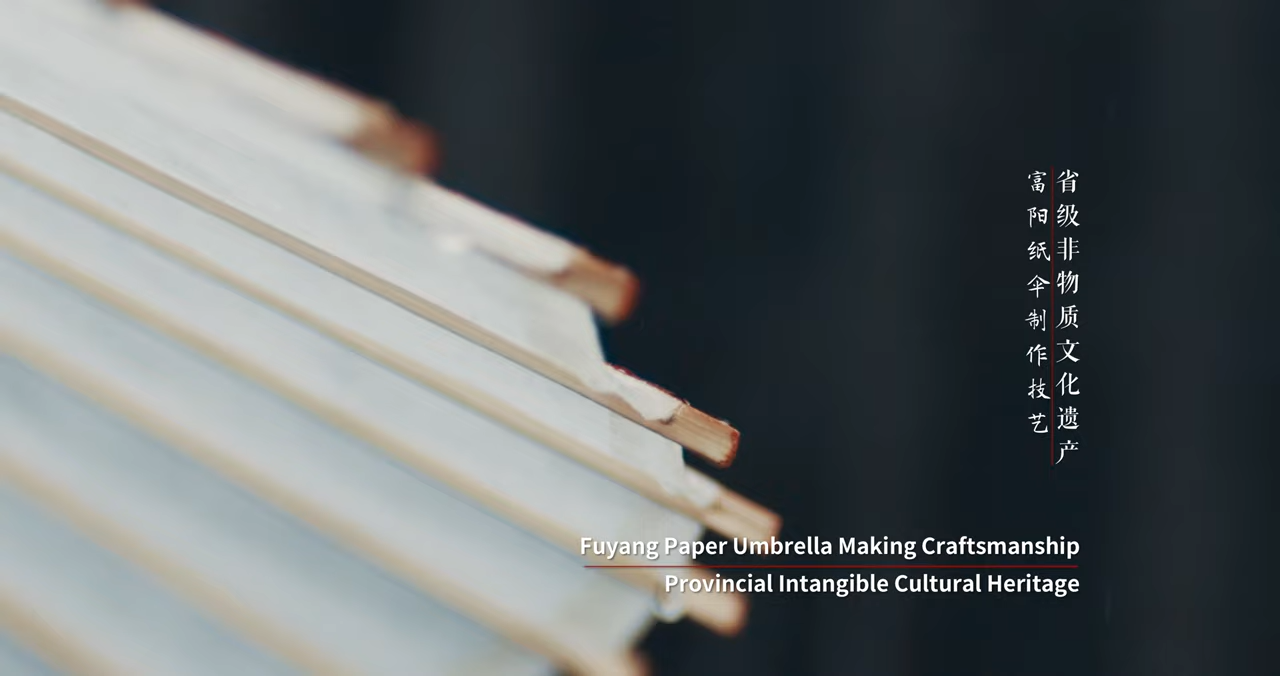 省级非物质文化遗产
富阳纸伞制作技艺
Fuyang Paper Umbrella Making Craftsmanship
Provincial Intangible Cultural Heritage